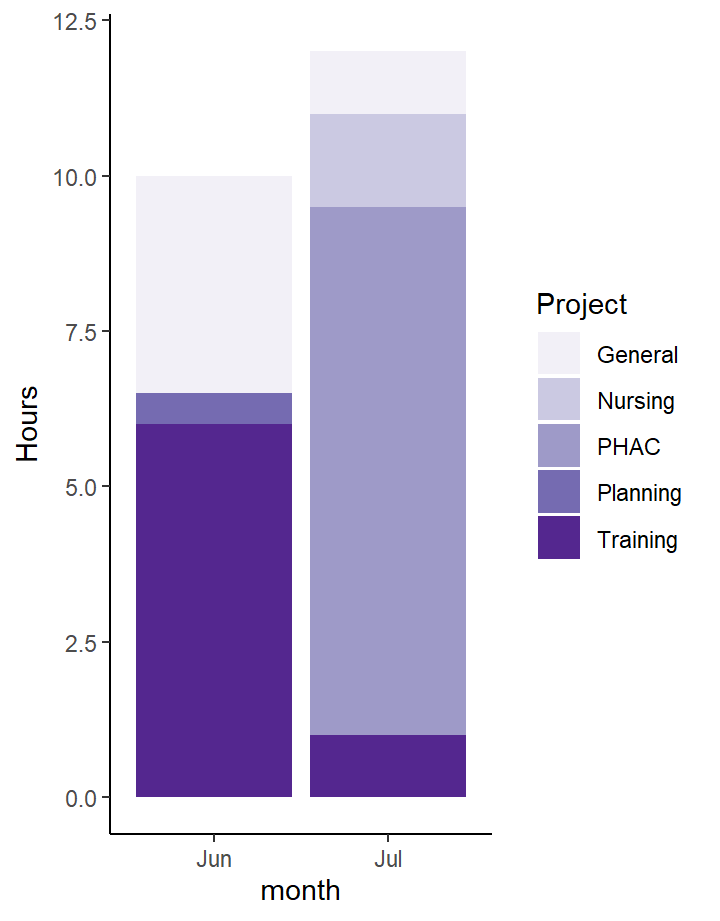 12.5
10.0
7.5
5.0
2.5
0.0
Hours
Jun
Jul
month
Project
General
Nursing
PHAC
Planning
Training